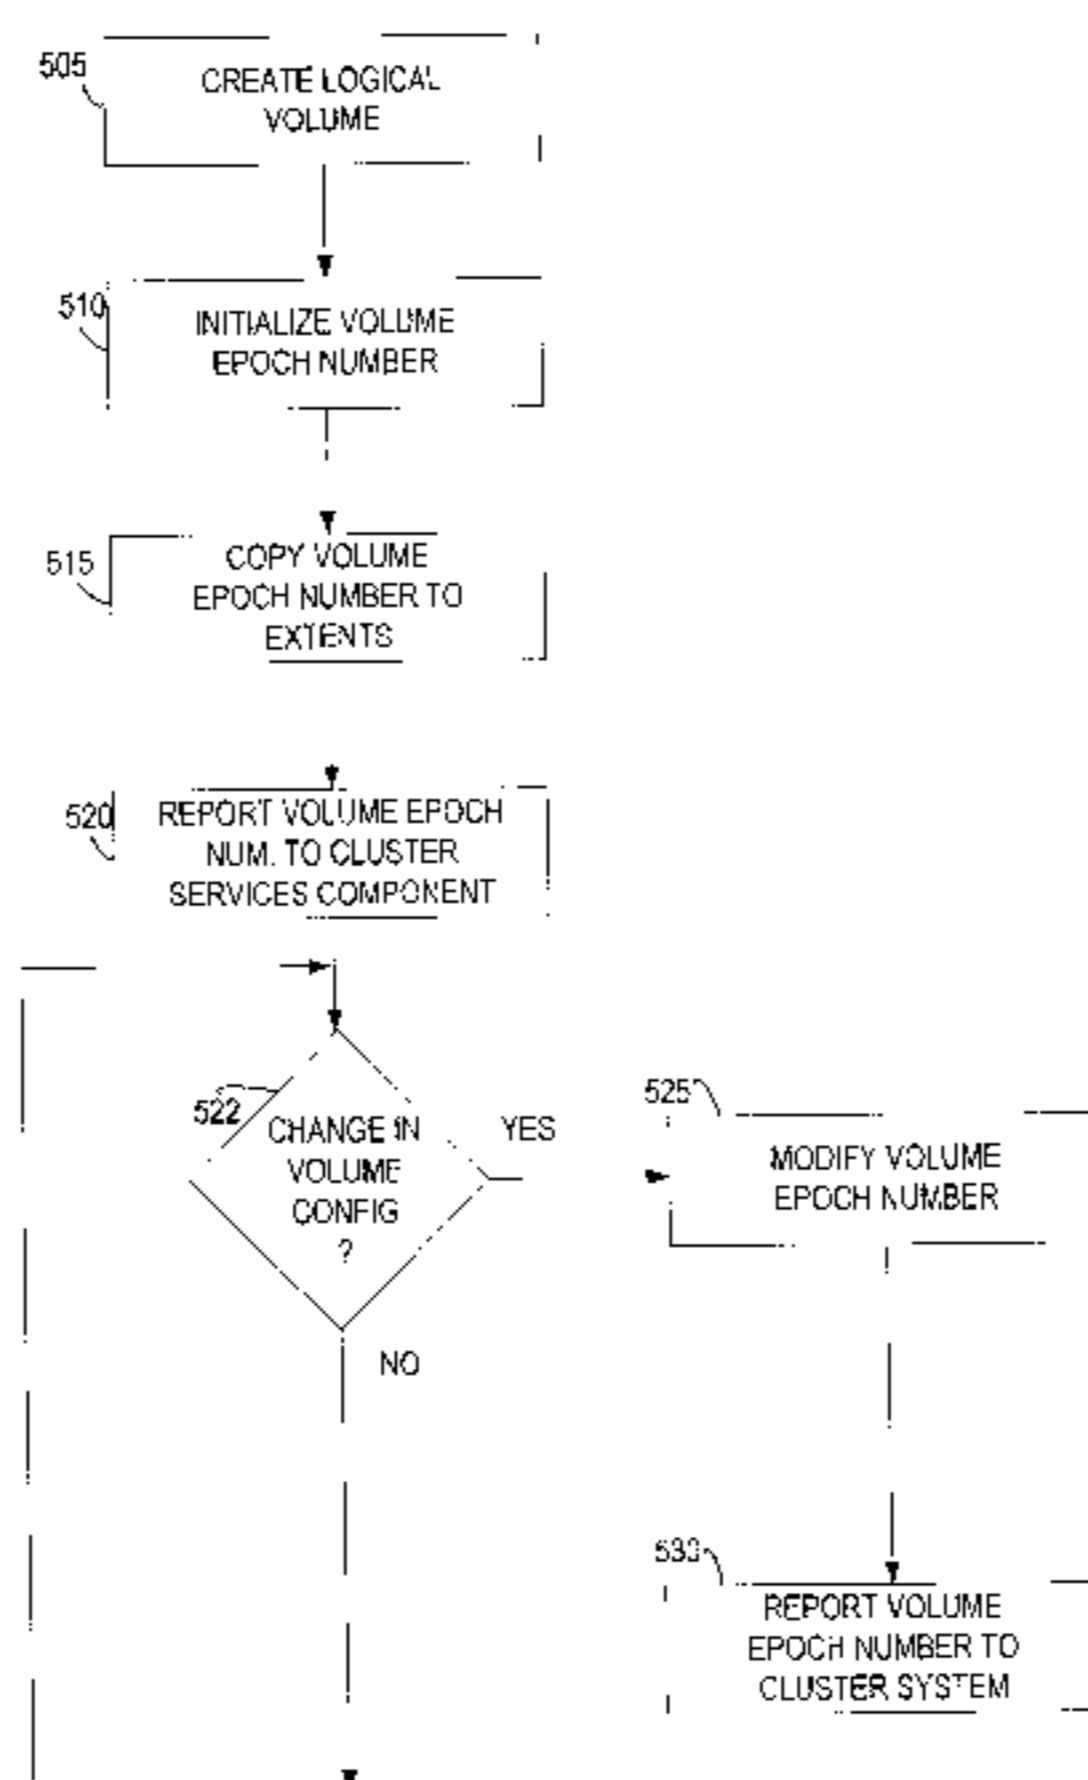 505
CREATE LOGICAL
VOLUME
510
INITIALIZE VOLUME
EPOCH NUMBER
515
COPY VOLUME
EPOCH NUMBER TO
EXTENTS
520
REPORT VOLUME EPOCH
NUM. TO CLUSTER
SERVICES COMPONENT
522
CHANGE IN
VOLUME
CONFIG
?
YES
NO
525
MODIFY VOLUME
EPOCH NUMBER
530
REPORT VOLUME
EPOCH NUMBER TO
CLUSTER SYSTEM